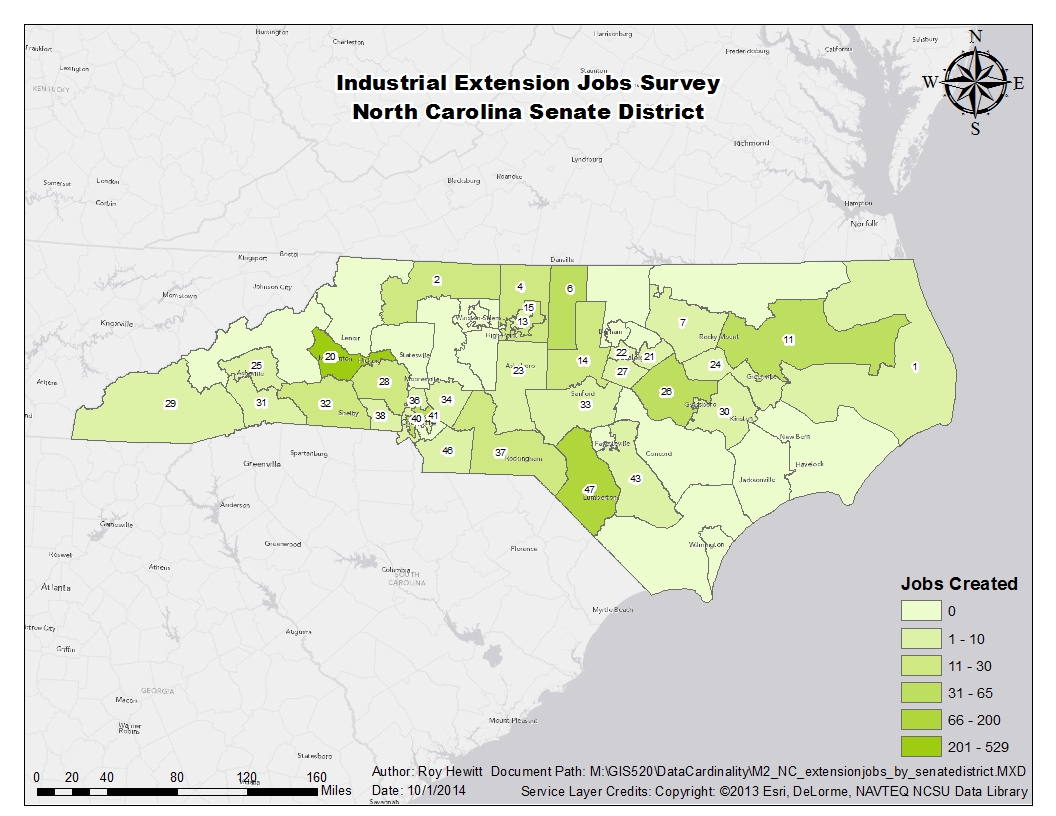 Huntington
Charleston
Harrisonburg
Salisbury
Frankfort
Fredericksburg
California
Lexington
Staunton
N
Industrial Extension Jobs Survey
W
E
KENTUCKY
North Carolina Senate District
S
Richmond
Lynchburg
Somerset
London
Blacksburg
Roanoke
Corbin
Hampton
Norfolk
Kingsport
Bristol
Danville
Johnson City
2
4
6
Morristown
15
Knoxville
Winston-Salem
13
7
High Point
Durham
Rocky Mount
Lenoir
11
20
Statesville
22
21
25
14
24
1
Asheville
23
27
Athens
28
Mooresville
Greenville
26
29
31
32
36
34
Sanford
33
Goldsboro
30
Shelby
38
40
41
Kinston
New Bern
Fayetteville
46
37
Rockingham
Concord
Spartanburg
Greenville
Havelock
43
47
Jacksonville
Lumberton
Anderson
Gainesville
Wilmington
Greenwood
Florence
Roswell
Athens
Columbia
SOUTH
CAROLINA
Jobs Created
Atlanta
Myrtle Beach
0
Augusta
1 - 10
Griffin
11 - 30
GEORGIA
31 - 65
Macon
Mount Pleasant
66 - 200
Warner
Robins
201 - 529
Statesboro
0 20 40 80 120 160
Miles
Author: Roy Hewitt Document Path: M:\GIS520\DataCardinality\M2_NC_extensionjobs_by_senatedistrict.MXD
Date: 10/1/2014
Service Layer Credits: Copyright: ©2013 Esri, DeLorme, NAVTEQ NCSU Data Library
Savannah